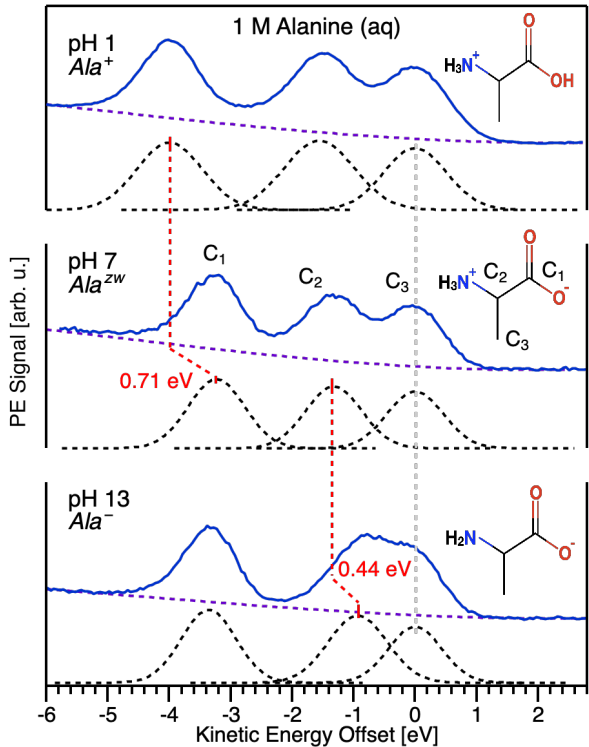 1 M Alanine (aq)
pH 1
Ala⁺
H₃N⁺
O
OH
pH 7
Alaᶻʷ
C₁
C₂
C₃
H₃N⁺
C₂
O
C₁
O⁻
C₃
0.71 eV
pH 13
Ala⁻
H₂N
O
O⁻
0.44 eV
PE Signal [arb. u.]
-6 -5 -4 -3 -2 -1 0 1 2
Kinetic Energy Offset [eV]